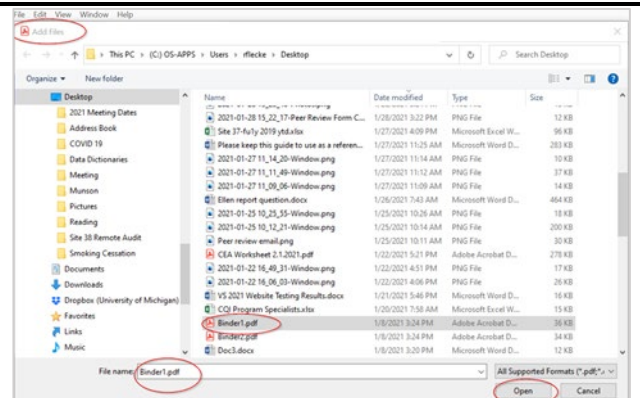 File Edit View Window Help
Add Files
This PC > (C:) OS-APPS > Users > rflecke > Desktop
Search Desktop
Organize New folder
Name Date modified Type Size
Desktop
2021 Meeting Dates
Address Book
COVID 19
Data Dictionaries
Meeting
Munson
Pictures
Reading
Site 38 Remote Audit
Smoking Cessation
Documents
Downloads
Dropbox (University of Michigan)
Favorites
Links
Music
2021-01-28 15_22_17-Peer Review Form C... 1/28/2021 3:22 PM PNG File 12 KB
Site 37-fu1y 2019 ytd.xlsx 1/27/2021 4:09 PM Microsoft Excel W... 96 KB
Please keep this guide to use as a referen... 1/27/2021 11:25 AM Microsoft Word D... 283 KB
2021-01-27 11_14_20-Window.png 1/27/2021 11:14 AM PNG File 10 KB
2021-01-27 11_11_49-Window.png 1/27/2021 11:12 AM PNG File 37 KB
2021-01-27 11_09_06-Window.png 1/27/2021 11:09 AM PNG File 14 KB
Ellen report question.docx 1/26/2021 7:43 AM Microsoft Word D... 464 KB
2021-01-25 10_25_55-Window.png 1/25/2021 10:26 AM PNG File 18 KB
2021-01-25 10_12_21-Window.png 1/25/2021 10:14 AM PNG File 200 KB
Peer review email.png 1/25/2021 10:11 AM PNG File 30 KB
CEA Worksheet 2.1.2021.pdf 1/22/2021 5:21 PM Adobe Acrobat D... 278 KB
2021-01-22 16_49_31-Window.png 1/22/2021 4:51 PM PNG File 17 KB
2021-01-22 16_06_03-Window.png 1/22/2021 4:06 PM PNG File 26 KB
VS 2021 Website Testing Results.docx 1/21/2021 5:46 PM Microsoft Word D... 16 KB
CQI Program Specialists.xlsx 1/20/2021 7:58 AM Microsoft Excel W... 15 KB
Binder1.pdf 1/8/2021 3:24 PM Adobe Acrobat D... 36 KB
Binder2.pdf 1/8/2021 3:24 PM Adobe Acrobat D... 34 KB
Doc3.docx 1/8/2021 3:20 PM Microsoft Word D... 12 KB
File name: Binder1.pdf
All Supported Formats (*.pdf;*.
Open Cancel